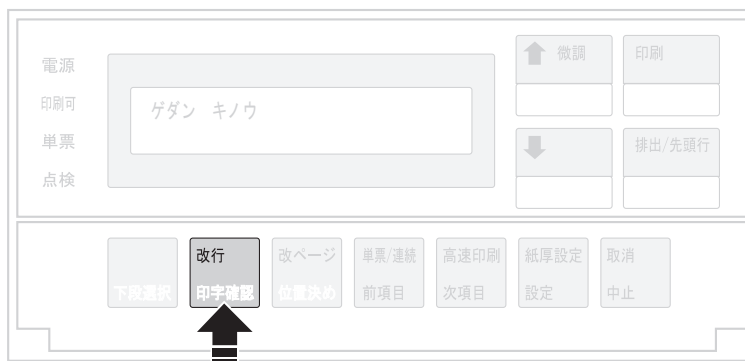 電源
印刷可
単票
点検
ゲダン キノウ
微調
印刷
排出/先頭行
改行
改ページ
単票/連続
高速印刷
紙厚設定
取消
下段選択
印字確認
位置決め
前項目
次項目
設定
中止